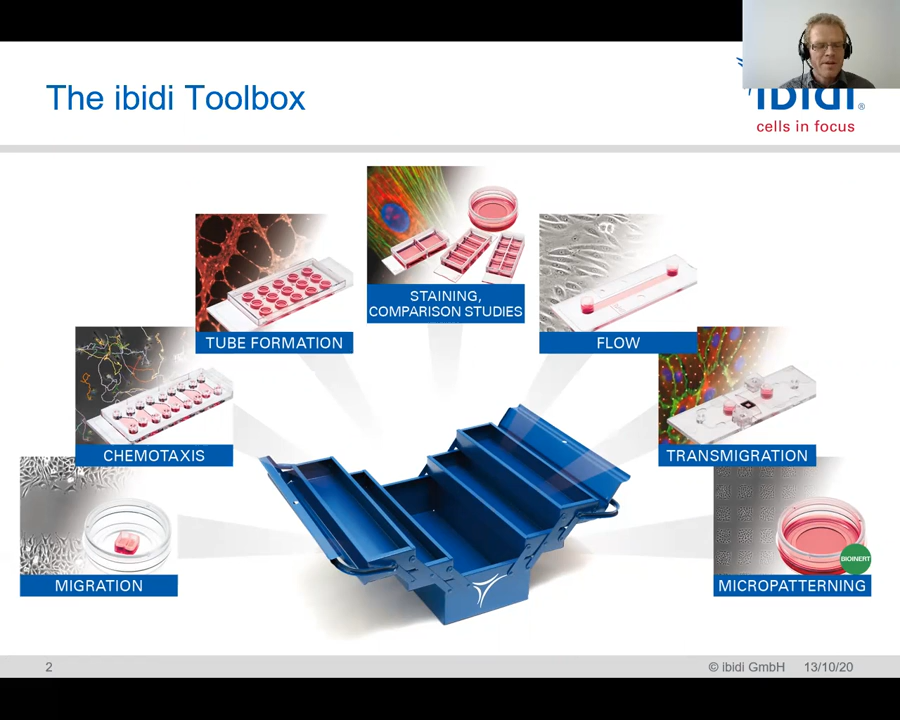 The ibidi Toolbox
ibidi®
cells in focus
STAINING,
COMPARISON STUDIES
TUBE FORMATION
FLOW
CHEMOTAXIS
TRANSMIGRATION
MIGRATION
BIOINERT
MICROPATTERNING
2
© ibidi GmbH 13/10/20